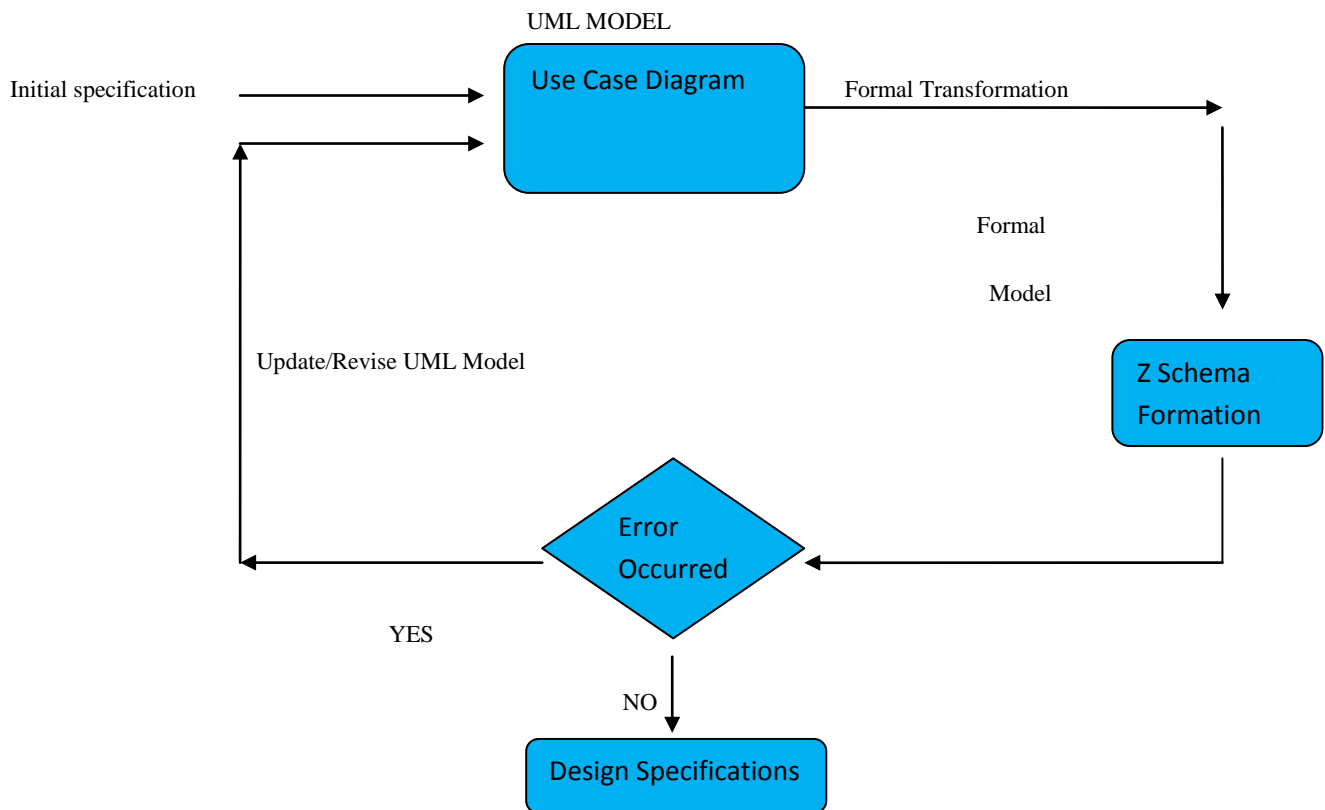 UML MODEL
Use Case Diagram
Initial specification
Formal Transformation
Formal
Model
Update/Revise UML Model
Z Schema
Formation
Error
Occurred
YES
NO
Design Specifications